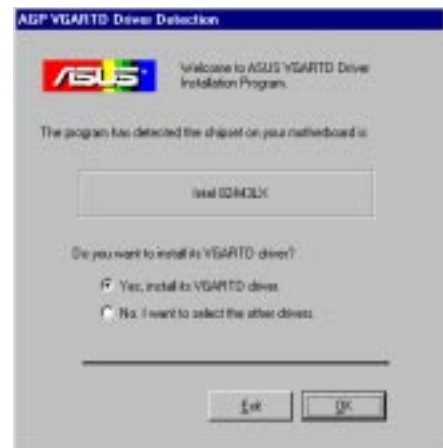 AGP VGARTD Driver Detection
ASUS
Welcome to ASUS VGARTD Driver
Installation Program.
The program has detected the chipset on your motherboard is
Intel 82443LX
Do you want to install its VGARTD driver?
Yes, install its VGARTD driver.
No. I want to select the other drivers.
Exit
OK